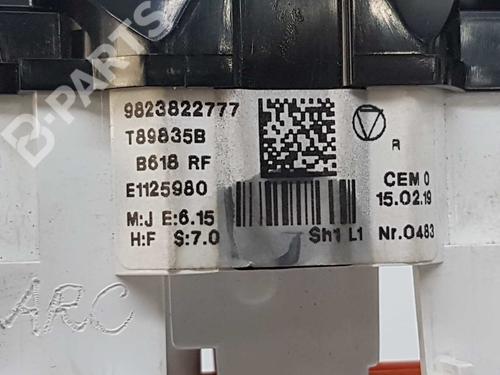 9823822777
T89835B
B618 RF
E1125980
M:J E:6.15
H:F S:7.0
Sh1 L1
R
CEM 0
15.02.19
Nr.0483
ARC
B-PARTS